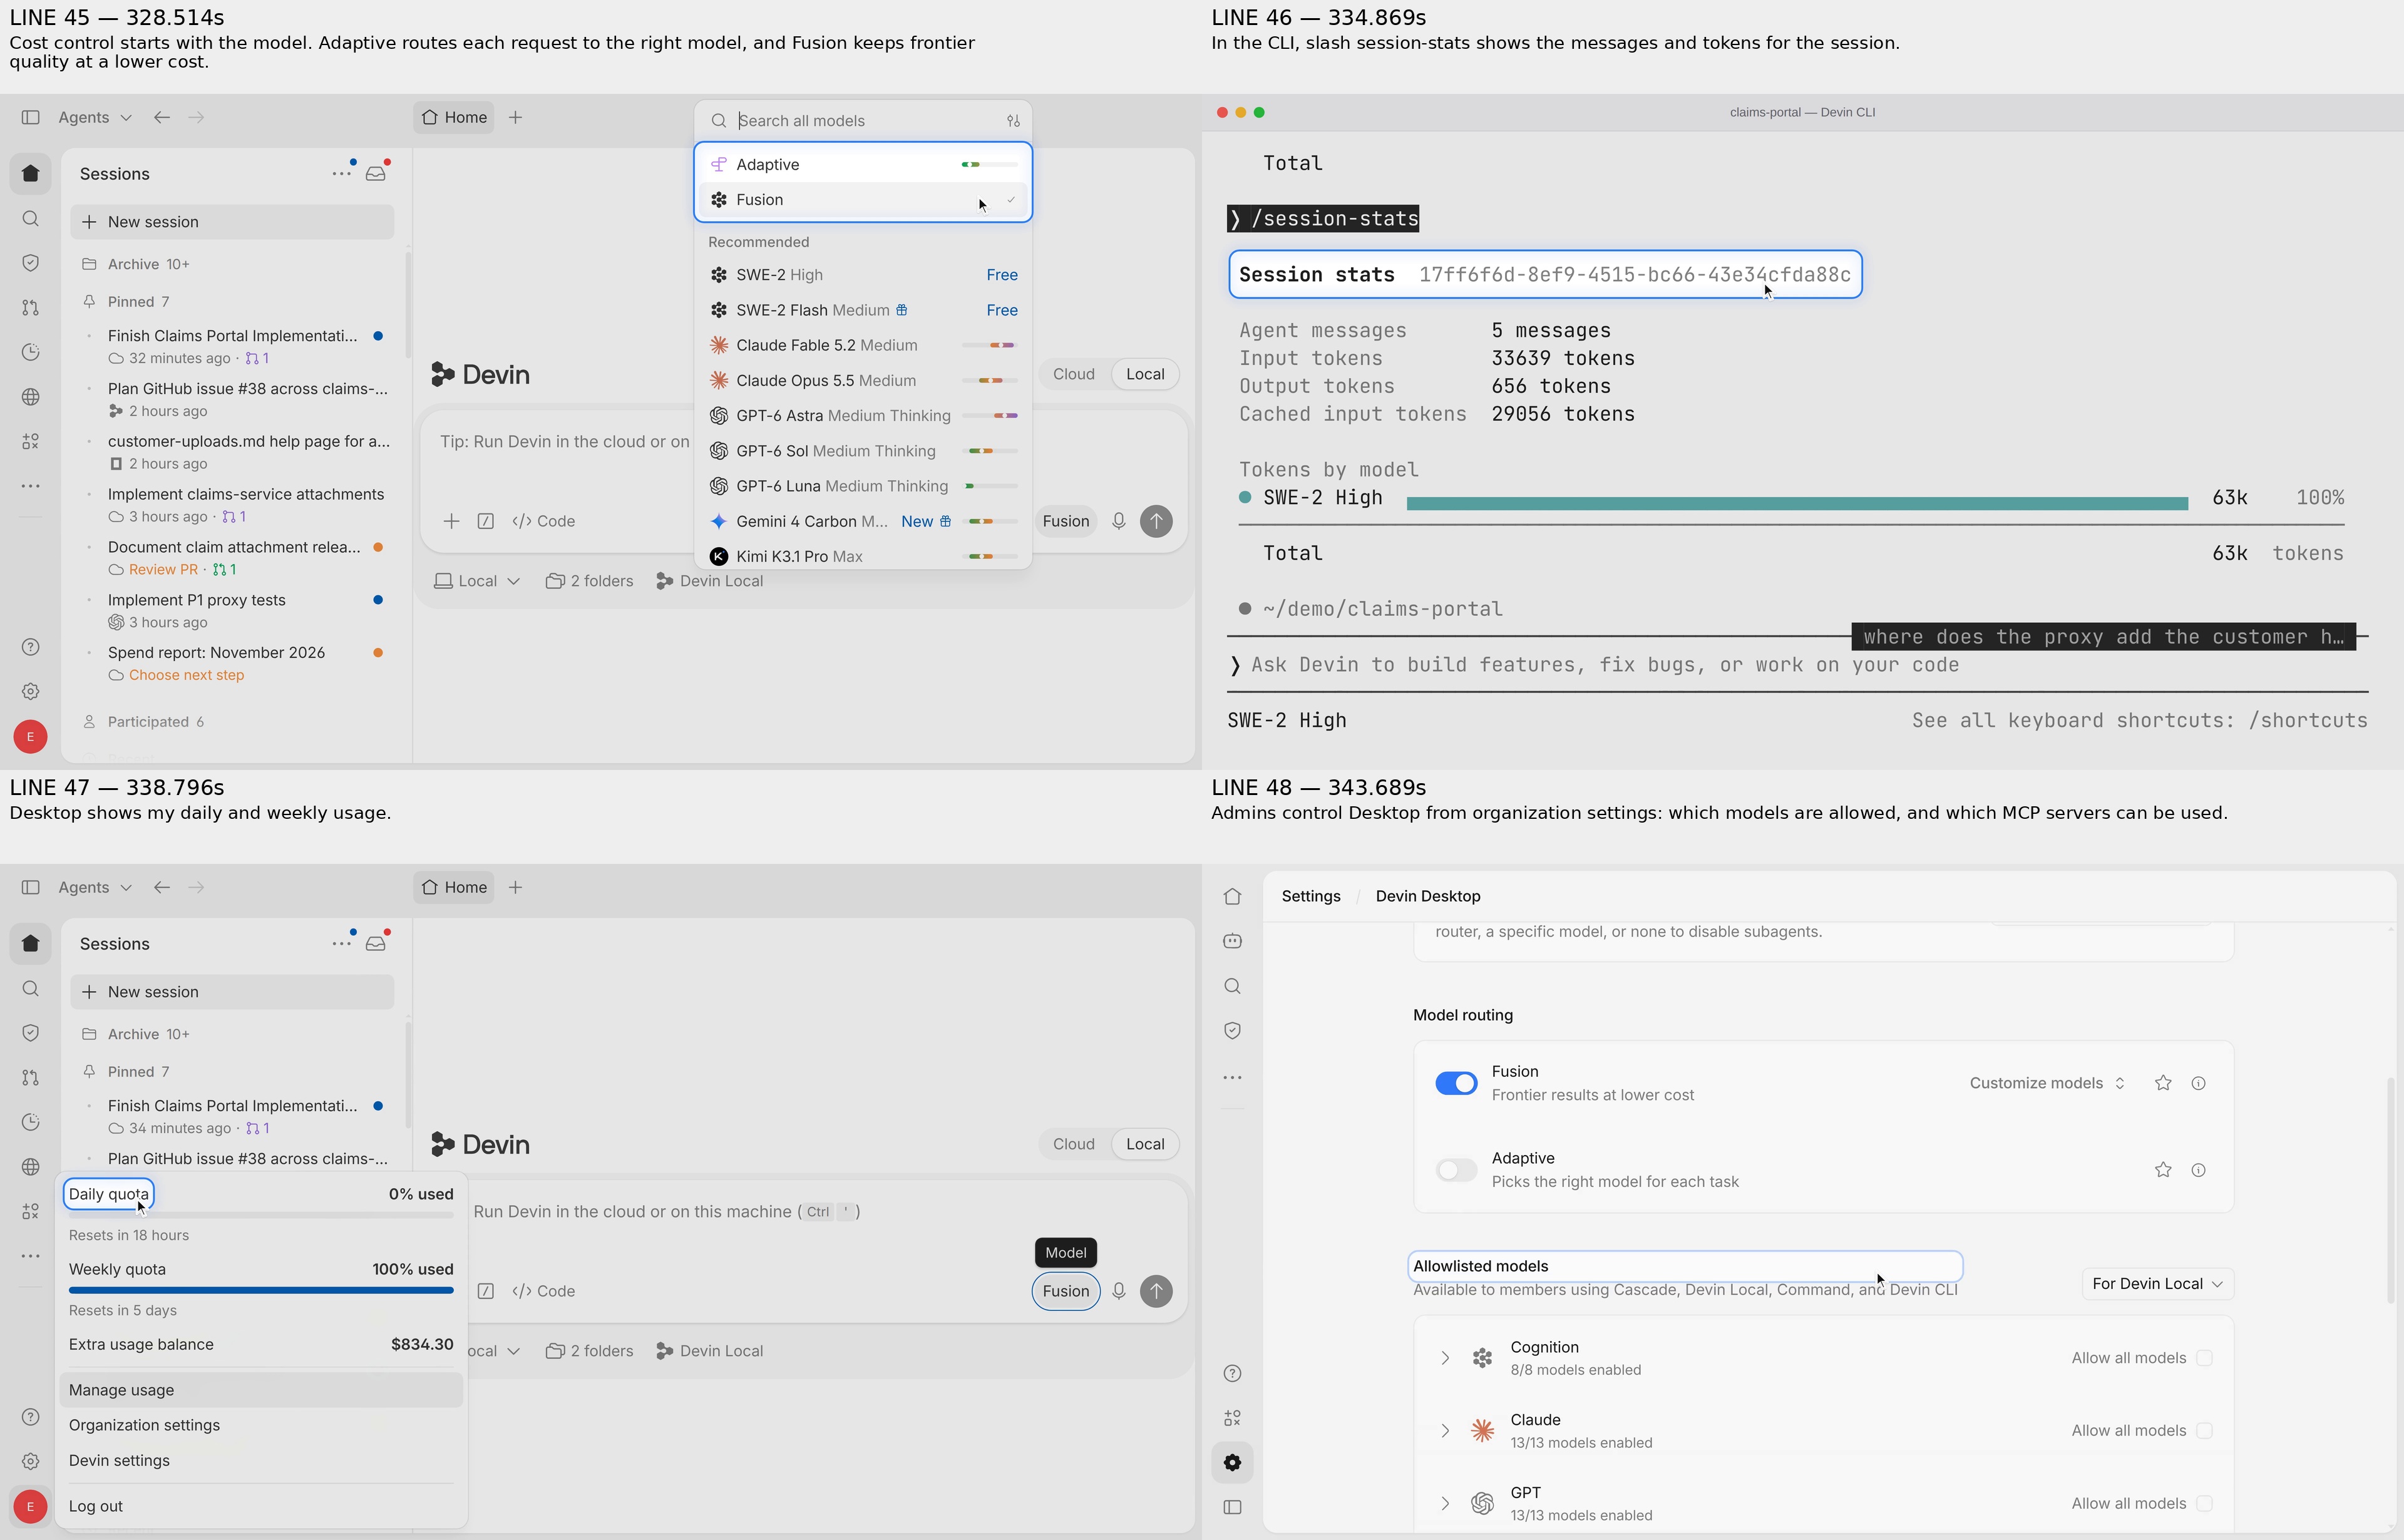 LINE 45 — 328.514s
Cost control starts with the model. Adaptive routes each request to the right model, and Fusion keeps frontier
quality at a lower cost.
Agents
Home
Search all models
Adaptive
Fusion
Sessions
New session
Archive 10+
Pinned 7
Finish Claims Portal Implementati...
32 minutes ago · 1
Plan GitHub issue #38 across claims-...
2 hours ago
customer-uploads.md help page for a...
2 hours ago
Implement claims-service attachments
3 hours ago · 1
Document claim attachment relea...
Review PR · 1
Implement P1 proxy tests
3 hours ago
Spend report: November 2026
Choose next step
Participated 6
E
Recommended
SWE-2 High Free
SWE-2 Flash Medium Free
Claude Fable 5.2 Medium
Claude Opus 5.5 Medium
GPT-6 Astra Medium Thinking
GPT-6 Sol Medium Thinking
GPT-6 Luna Medium Thinking
Gemini 4 Carbon M... New
Kimi K3.1 Pro Max
Devin
Cloud Local
Tip: Run Devin in the cloud or on
Code
Fusion
Local 2 folders Devin Local
LINE 46 — 334.869s
In the CLI, slash session-stats shows the messages and tokens for the session.
claims-portal — Devin CLI
Total
❯ /session-stats
Session stats 17ff6f6d-8ef9-4515-bc66-43e34cfda88c
Agent messages 5 messages
Input tokens 33639 tokens
Output tokens 656 tokens
Cached input tokens 29056 tokens
Tokens by model
SWE-2 High 63k 100%
Total 63k tokens
~/demo/claims-portal
where does the proxy add the customer h…
❯ Ask Devin to build features, fix bugs, or work on your code
SWE-2 High See all keyboard shortcuts: /shortcuts
LINE 47 — 338.796s
Desktop shows my daily and weekly usage.
Agents
Home
Sessions
New session
Archive 10+
Pinned 7
Finish Claims Portal Implementati...
34 minutes ago · 1
Plan GitHub issue #38 across claims-...
Daily quota 0% used
Resets in 18 hours
Weekly quota 100% used
Resets in 5 days
Extra usage balance $834.30
Manage usage
Organization settings
Devin settings
Log out
E
Devin
Cloud Local
Run Devin in the cloud or on this machine (Ctrl ')
Model
Code
Fusion
ocal 2 folders Devin Local
LINE 48 — 343.689s
Admins control Desktop from organization settings: which models are allowed, and which MCP servers can be used.
Settings / Devin Desktop
router, a specific model, or none to disable subagents.
Model routing
Fusion
Frontier results at lower cost
Customize models
Adaptive
Picks the right model for each task
Allowlisted models
Available to members using Cascade, Devin Local, Command, and Devin CLI
For Devin Local
Cognition
8/8 models enabled
Allow all models
Claude
13/13 models enabled
Allow all models
GPT
13/13 models enabled
Allow all models